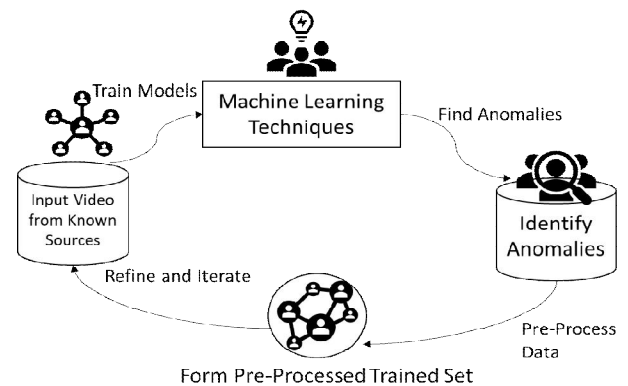 Train Models
Machine Learning
Techniques
Find Anomalies
Input Video
from Known
Sources
Identify
Anomalies
Refine and Iterate
Pre-Process
Data
Form Pre-Processed Trained Set